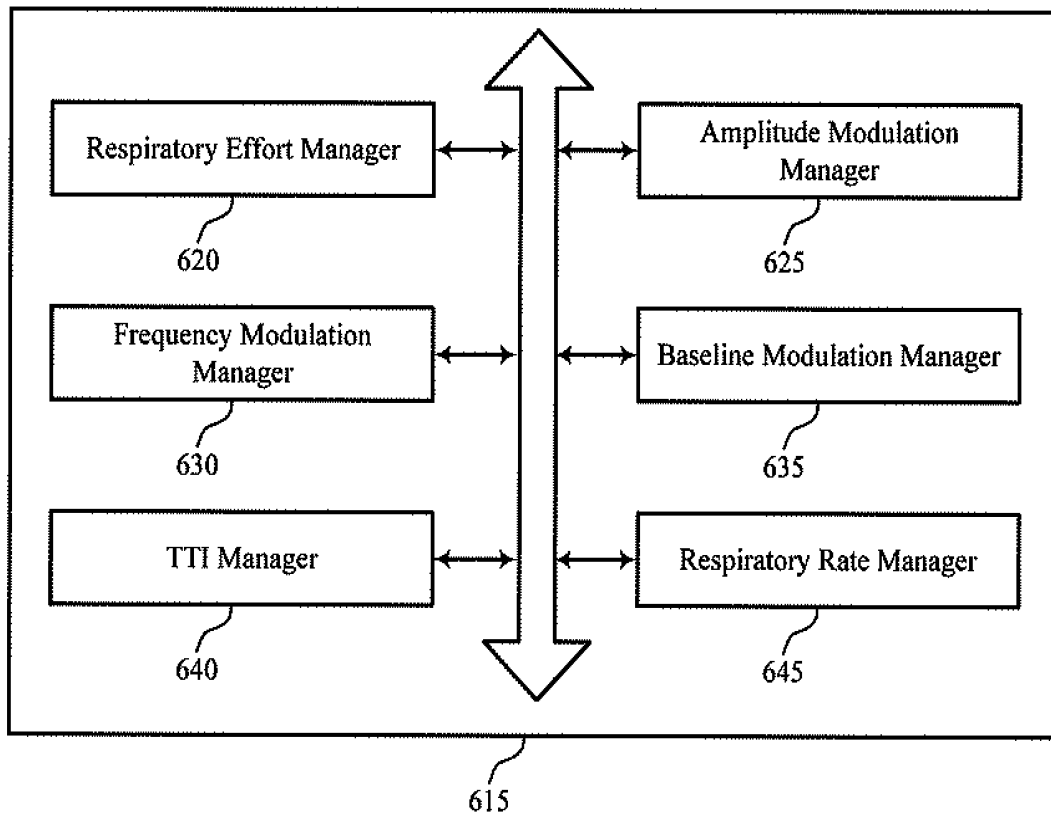 Respiratory Effort Manager
620
Amplitude Modulation
Manager
625
Frequency Modulation
Manager
630
Baseline Modulation Manager
635
TTI Manager
640
Respiratory Rate Manager
645
615